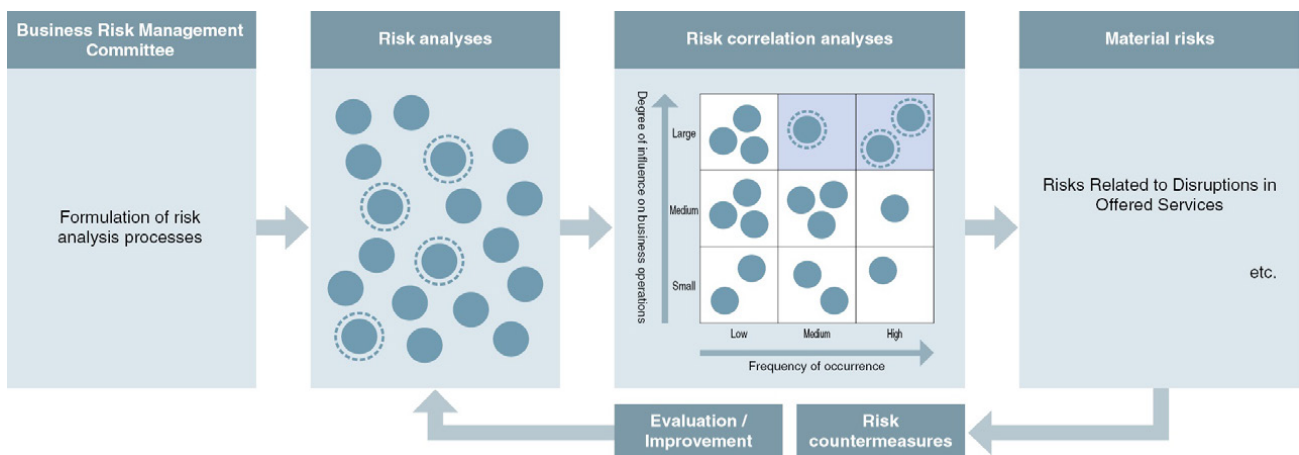 Business Risk Management
Committee
Risk analyses
Risk correlation analyses
Material risks
Formulation of risk
analysis processes
Degree of influence on business operations
Large
Medium
Small
Low
Medium
High
Frequency of occurrence
Risks Related to Disruptions in
Offered Services
etc.
Evaluation /
Improvement
Risk
countermeasures